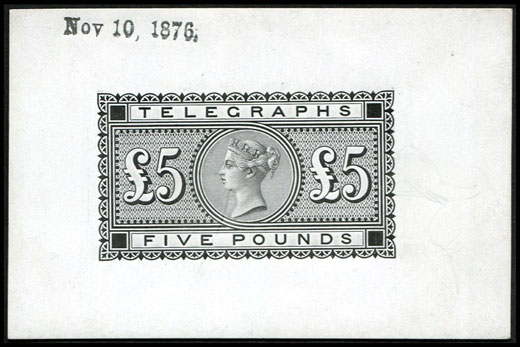 Nov 10, 1876.
TELEGRAPHS
£5 £5
FIVE POUNDS